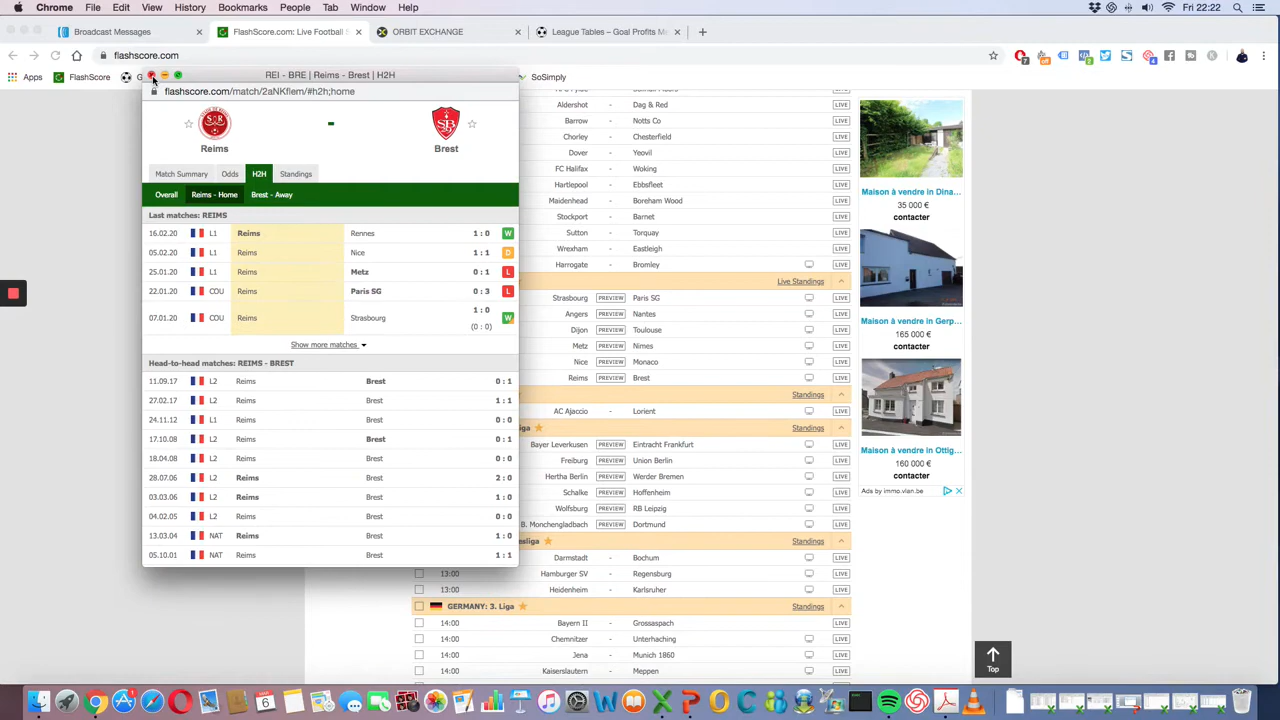 Chrome File Edit View History Bookmarks People Tab Window Help Fri 22:22
Broadcast Messages FlashScore.com: Live Football S ORBIT EXCHANGE League Tables – Goal Profits M
flashscore.com
Apps FlashScore SoSimply
REI - BRE | Reims - Brest | H2H
flashscore.com/match/2aNKflem/#h2h;home
Reims - Brest
Match Summary Odds H2H Standings
Overall Reims - Home Brest - Away
Last matches: REIMS
16.02.20 L1 Reims Rennes 1 : 0 W
05.02.20 L1 Reims Nice 1 : 1 D
25.01.20 L1 Reims Metz 0 : 1 L
22.01.20 COU Reims Paris SG 0 : 3 L
07.01.20 COU Reims Strasbourg 1 : 0 (0 : 0) W
Show more matches
Head-to-head matches: REIMS - BREST
11.09.17 L2 Reims Brest 0 : 1
27.02.17 L2 Reims Brest 1 : 1
24.11.12 L1 Reims Brest 0 : 0
17.10.08 L2 Reims Brest 0 : 1
18.04.08 L2 Reims Brest 0 : 0
28.07.06 L2 Reims Brest 2 : 0
03.03.06 L2 Reims Brest 1 : 0
04.02.05 L2 Reims Brest 0 : 0
13.03.04 NAT Reims Brest 1 : 0
05.10.01 NAT Reims Brest 1 : 1
Aldershot - Dag & Red LIVE
Barrow - Notts Co LIVE
Chorley - Chesterfield LIVE
Dover - Yeovil LIVE
FC Halifax - Woking LIVE
Hartlepool - Ebbsfleet LIVE
Maidenhead - Boreham Wood LIVE
Stockport - Barnet LIVE
Sutton - Torquay LIVE
Wrexham - Eastleigh LIVE
Harrogate - Bromley LIVE
Live Standings
Strasbourg PREVIEW Paris SG LIVE
Angers PREVIEW Nantes LIVE
Dijon PREVIEW Toulouse LIVE
Metz PREVIEW Nimes LIVE
Nice PREVIEW Monaco LIVE
Reims PREVIEW Brest LIVE
Standings
AC Ajaccio - Lorient LIVE
Standings
Bayer Leverkusen PREVIEW Eintracht Frankfurt LIVE
Freiburg PREVIEW Union Berlin LIVE
Hertha Berlin PREVIEW Werder Bremen LIVE
Schalke PREVIEW Hoffenheim LIVE
Wolfsburg PREVIEW RB Leipzig LIVE
B. Monchengladbach PREVIEW Dortmund LIVE
Standings
Darmstadt - Bochum LIVE
13:00 Hamburger SV - Regensburg LIVE
13:00 Heidenheim - Karlsruher LIVE
GERMANY: 3. Liga Standings
14:00 Bayern II - Grossaspach LIVE
14:00 Chemnitzer - Unterhaching LIVE
14:00 Jena - Munich 1860 LIVE
14:00 Kaiserslautern - Meppen LIVE
Maison à vendre in Dina...
35 000 €
contacter
Maison à vendre in Gerp...
165 000 €
contacter
Maison à vendre in Ottig...
160 000 €
contacter
Ads by immo.vlan.be
Top